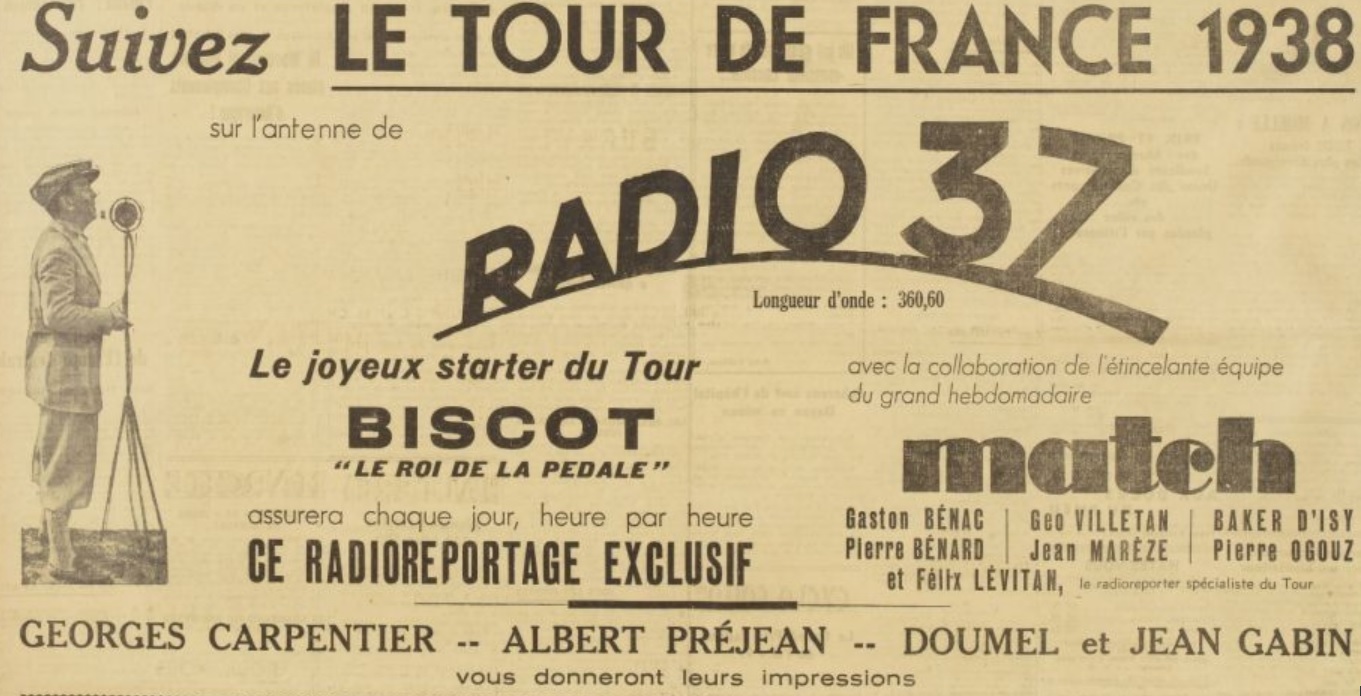 Suivez LE TOUR DE FRANCE 1938
sur l'antenne de
RADIO 37
Longueur d'onde : 360,60
Le joyeux starter du Tour
BISCOT
"LE ROI DE LA PEDALE"
assurera chaque jour, heure par heure
CE RADIOREPORTAGE EXCLUSIF
avec la collaboration de l'étincelante équipe
du grand hebdomadaire
match
Gaston BÉNAC | Geo VILLETAN | BAKER D'ISY
Pierre BÉNARD | Jean MARÈZE | Pierre OGOUZ
et Félix LÉVITAN, le radioreporter spécialiste du Tour
GEORGES CARPENTIER -- ALBERT PRÉJEAN -- DOUMEL et JEAN GABIN
vous donneront leurs impressions